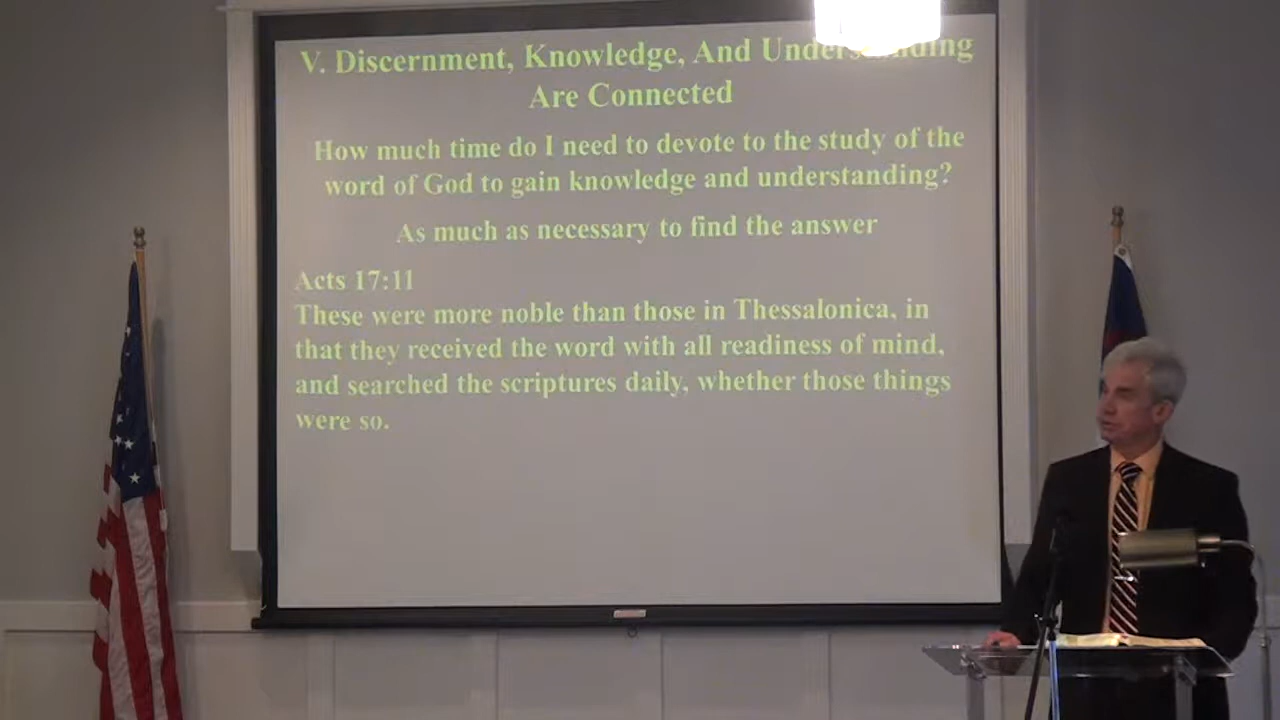 V. Discernment, Knowledge, And Understanding
Are Connected
How much time do I need to devote to the study of the
word of God to gain knowledge and understanding?
As much as necessary to find the answer
Acts 17:11
These were more noble than those in Thessalonica, in
that they received the word with all readiness of mind,
and searched the scriptures daily, whether those things
were so.